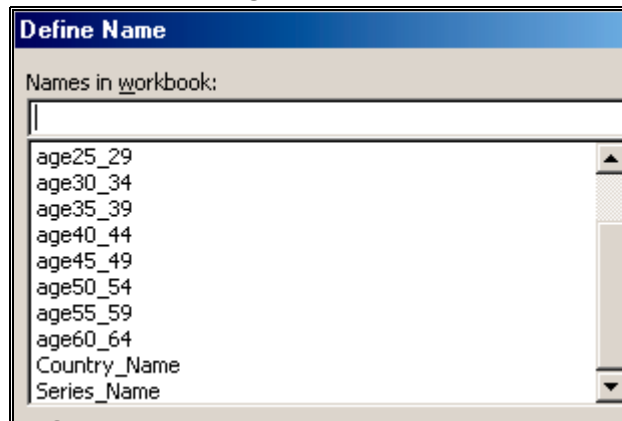 Define Name
Names in workbook:
age25_29
age30_34
age35_39
age40_44
age45_49
age50_54
age55_59
age60_64
Country_Name
Series_Name